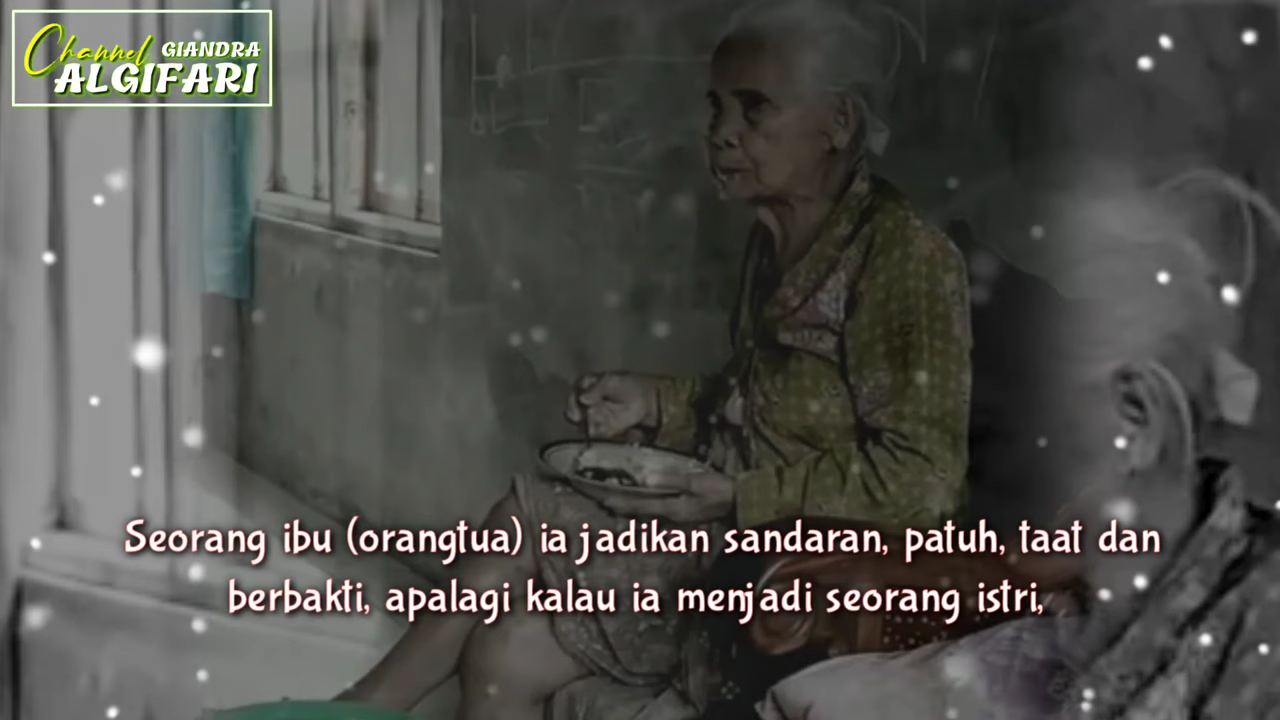 Channel GIANDRA
ALGIFARI
Seorang ibu (orangtua) ia jadikan sandaran, patuh, taat dan
berbakti, apalagi kalau ia menjadi seorang istri,